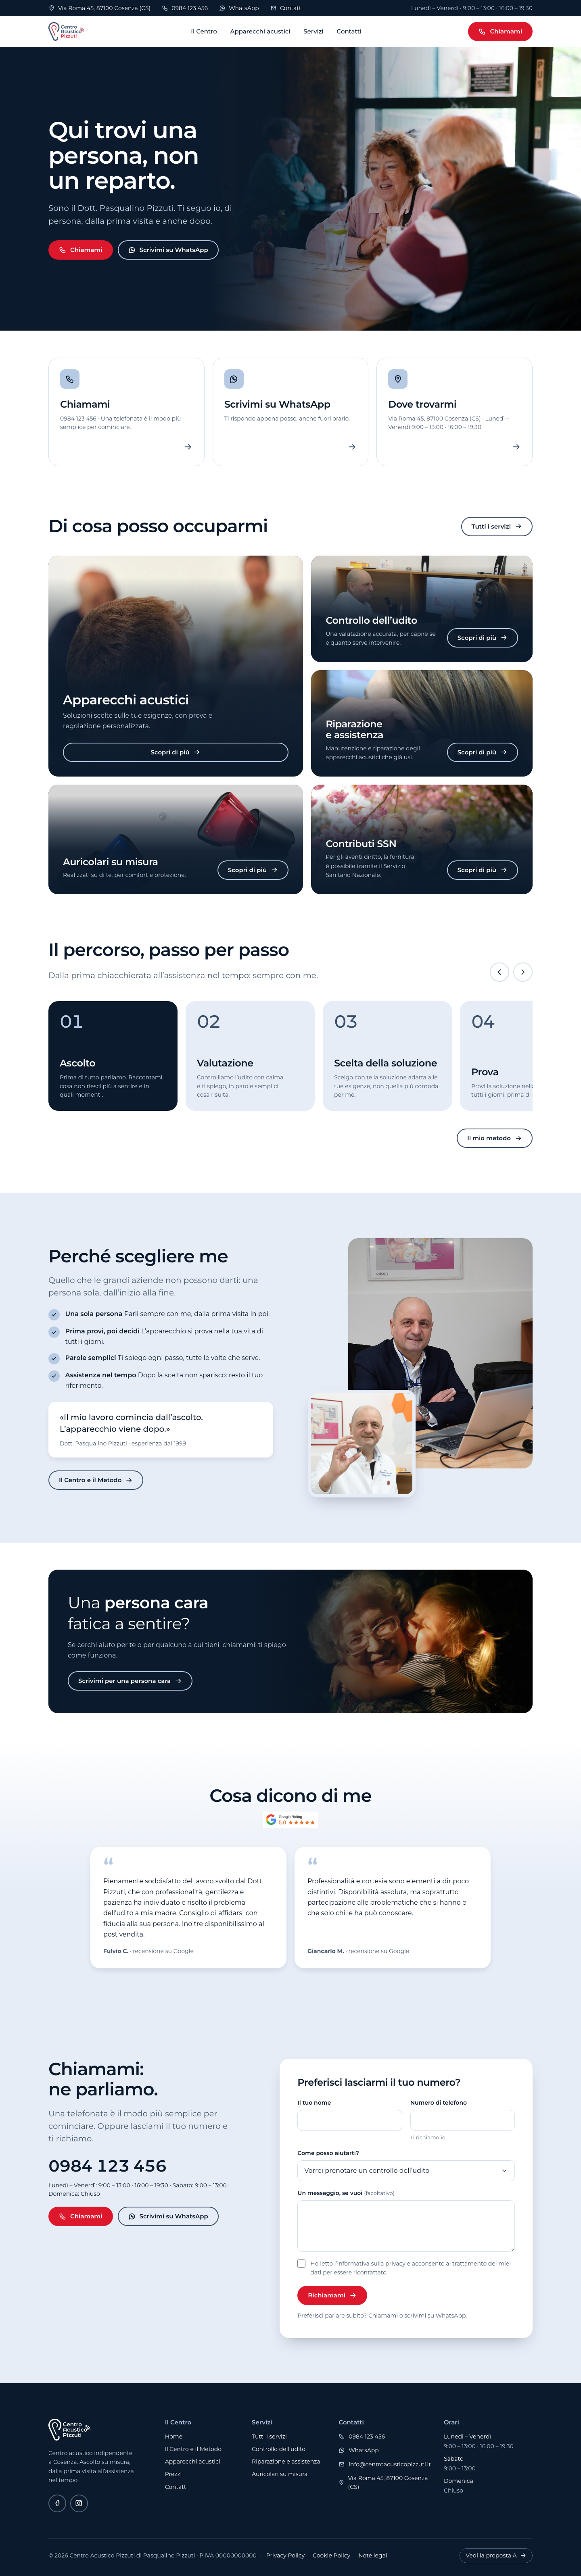 Via Roma 45, 87100 Cosenza (CS) 0984 123 456 WhatsApp Contatti Lunedì – Venerdì · 9:00 – 13:00 · 16:00 – 19:30
Centro Acustico Pizzuti
Il Centro Apparecchi acustici Servizi Contatti Chiamami
Qui trovi una
persona, non
un reparto.
Sono il Dott. Pasqualino Pizzuti. Ti seguo io, di
persona, dalla prima visita e anche dopo.
Chiamami Scrivimi su WhatsApp
Chiamami
0984 123 456 · Una telefonata è il modo più
semplice per cominciare.
Scrivimi su WhatsApp
Ti rispondo appena posso, anche fuori orario.
Dove trovarmi
Via Roma 45, 87100 Cosenza (CS) · Lunedì –
Venerdì 9:00 – 13:00 · 16:00 – 19:30
Di cosa posso occuparmi
Tutti i servizi
Apparecchi acustici
Soluzioni scelte sulle tue esigenze, con prova e
regolazione personalizzata.
Scopri di più
Controllo dell'udito
Una valutazione accurata, per capire se
e quanto serve intervenire.
Scopri di più
Riparazione
e assistenza
Manutenzione e riparazione degli
apparecchi acustici che già usi.
Scopri di più
Auricolari su misura
Realizzati su di te, per comfort e protezione.
Scopri di più
Contributi SSN
Per gli aventi diritto, la fornitura
è possibile tramite il Servizio
Sanitario Nazionale.
Scopri di più
Il percorso, passo per passo
Dalla prima chiacchierata all'assistenza nel tempo: sempre con me.
01
Ascolto
Prima di tutto parliamo. Raccontami
cosa non riesci più a sentire e in
quali momenti.
02
Valutazione
Controlliamo l'udito con calma
e ti spiego, in parole semplici,
cosa risulta.
03
Scelta della soluzione
Scelgo con te la soluzione adatta alle
tue esigenze, non quella più comoda
per me.
04
Prova
Provi la soluzione nell
tutti i giorni, prima di
Il mio metodo
Perché scegliere me
Quello che le grandi aziende non possono darti: una
persona sola, dall'inizio alla fine.
Una sola persona Parli sempre con me, dalla prima visita in poi.
Prima provi, poi decidi L'apparecchio si prova nella tua vita di
tutti i giorni.
Parole semplici Ti spiego ogni passo, tutte le volte che serve.
Assistenza nel tempo Dopo la scelta non sparisco: resto il tuo
riferimento.
«Il mio lavoro comincia dall'ascolto.
L'apparecchio viene dopo.»
Dott. Pasqualino Pizzuti · esperienza dal 1999
Il Centro e il Metodo
Una persona cara
fatica a sentire?
Se cerchi aiuto per te o per qualcuno a cui tieni, chiamami: ti spiego
come funziona.
Scrivimi per una persona cara
Cosa dicono di me
Google Rating
5.0
Pienamente soddisfatto del lavoro svolto dal Dott.
Pizzuti, che con professionalità, gentilezza e
pazienza ha individuato e risolto il problema
dell'udito a mia madre. Consiglio di affidarsi con
fiducia alla sua persona. Inoltre disponibilissimo al
post vendita.
Fulvio C. · recensione su Google
Professionalità e cortesia sono elementi a dir poco
distintivi. Disponibilità assoluta, ma soprattutto
partecipazione alle problematiche che si hanno e
che solo chi le ha può conoscere.
Giancarlo M. · recensione su Google
Chiamami:
ne parliamo.
Una telefonata è il modo più semplice per
cominciare. Oppure lasciami il tuo numero e
ti richiamo.
0984 123 456
Lunedì – Venerdì: 9:00 – 13:00 · 16:00 – 19:30 · Sabato: 9:00 – 13:00 ·
Domenica: Chiuso
Chiamami Scrivimi su WhatsApp
Preferisci lasciarmi il tuo numero?
Il tuo nome Numero di telefono
Ti richiamo io.
Come posso aiutarti?
Vorrei prenotare un controllo dell'udito
Un messaggio, se vuoi (facoltativo)
Ho letto l'informativa sulla privacy e acconsento al trattamento dei miei
dati per essere ricontattato.
Richiamami
Preferisci parlare subito? Chiamami o scrivimi su WhatsApp.
Centro Acustico Pizzuti
Centro acustico indipendente
a Cosenza. Ascolto su misura,
dalla prima visita all'assistenza
nel tempo.
Il Centro
Home
Il Centro e il Metodo
Apparecchi acustici
Prezzi
Contatti
Servizi
Tutti i servizi
Controllo dell'udito
Riparazione e assistenza
Auricolari su misura
Contatti
0984 123 456
WhatsApp
info@centroacusticopizzuti.it
Via Roma 45, 87100 Cosenza
(CS)
Orari
Lunedì – Venerdì
9:00 – 13:00 · 16:00 – 19:30
Sabato
9:00 – 13:00
Domenica
Chiuso
© 2026 Centro Acustico Pizzuti di Pasqualino Pizzuti · P.IVA 00000000000 Privacy Policy Cookie Policy Note legali Vedi la proposta A